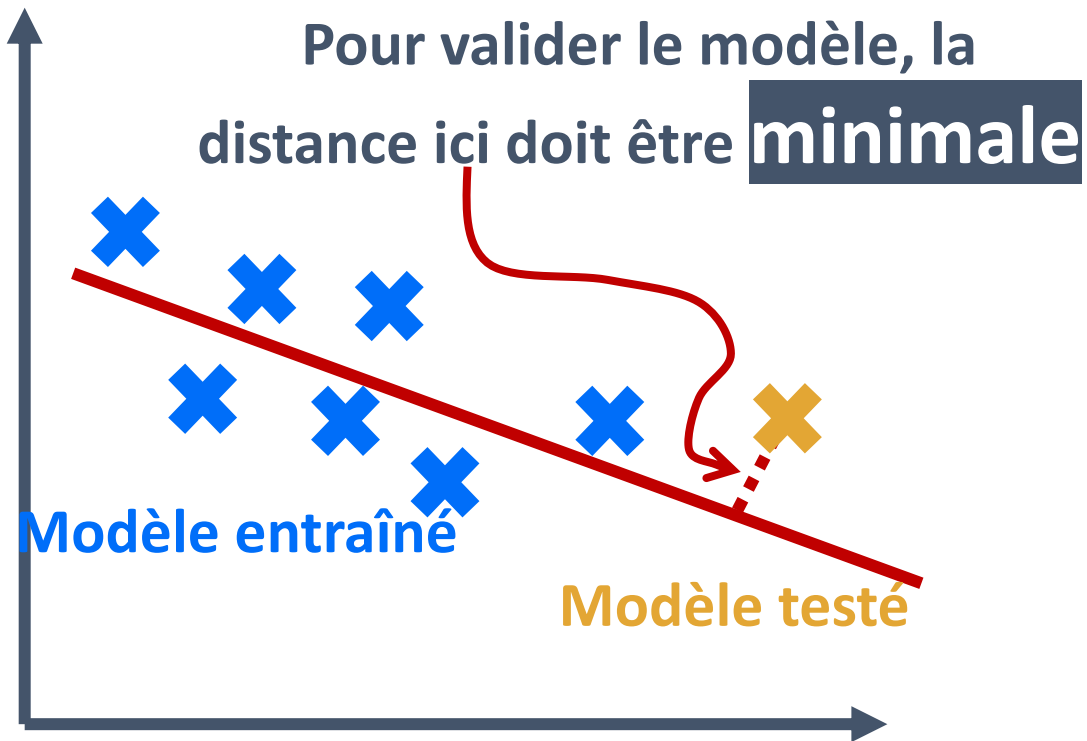 Pour valider le modèle, la
distance ici doit être minimale
Modèle entraîné
Modèle testé